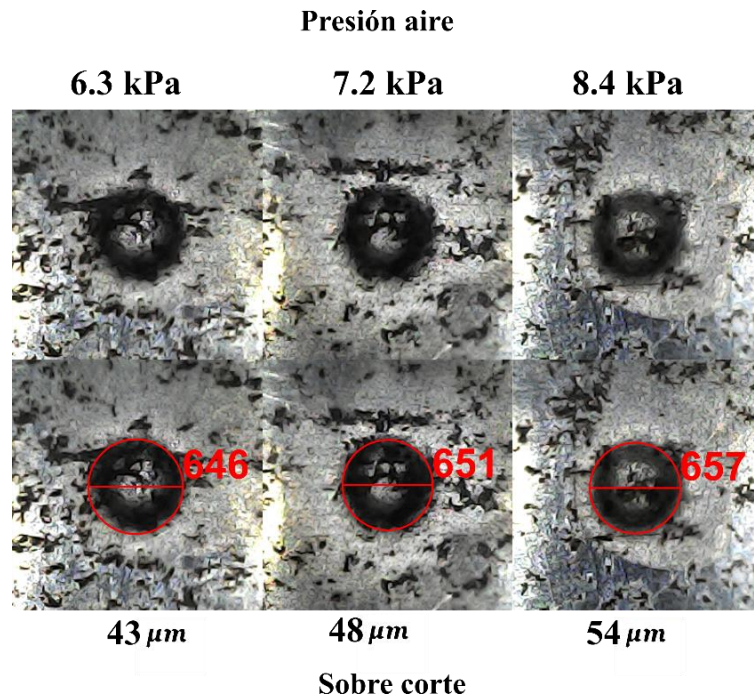 Presión aire
6.3 kPa 7.2 kPa 8.4 kPa
646 651 657
43 μm 48 μm 54 μm
Sobre corte